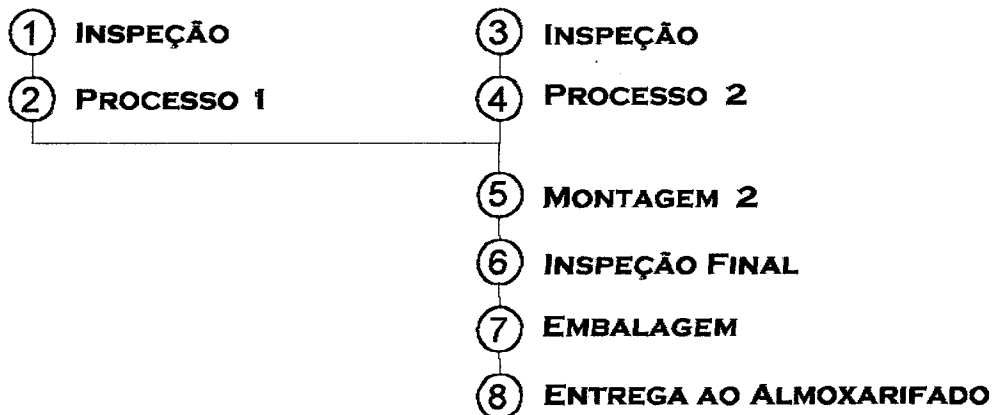 1 INSPEÇÃO
2 PROCESSO 1
3 INSPEÇÃO
4 PROCESSO 2
5 MONTAGEM 2
6 INSPEÇÃO FINAL
7 EMBALAGEM
8 ENTREGA AO ALMOXARIFADO